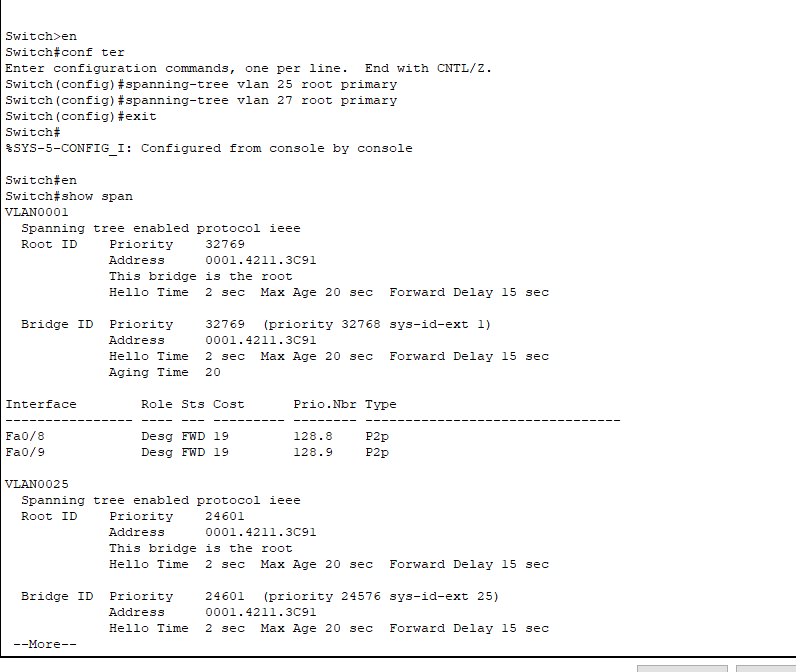 Switch>en
Switch#conf ter
Enter configuration commands, one per line.  End with CNTL/Z.
Switch(config)#spanning-tree vlan 25 root primary
Switch(config)#spanning-tree vlan 27 root primary
Switch(config)#exit
Switch#
%SYS-5-CONFIG_I: Configured from console by console
Switch#en
Switch#show span
VLAN0001
  Spanning tree enabled protocol ieee
  Root ID    Priority    32769
             Address     0001.4211.3C91
             This bridge is the root
             Hello Time  2 sec  Max Age 20 sec  Forward Delay 15 sec
  Bridge ID  Priority    32769  (priority 32768 sys-id-ext 1)
             Address     0001.4211.3C91
             Hello Time  2 sec  Max Age 20 sec  Forward Delay 15 sec
             Aging Time  20
Interface        Role Sts Cost      Prio.Nbr Type
---------------- ---- --- --------- -------- --------------------------------
Fa0/8            Desg FWD 19        128.8    P2p
Fa0/9            Desg FWD 19        128.9    P2p
VLAN0025
  Spanning tree enabled protocol ieee
  Root ID    Priority    24601
             Address     0001.4211.3C91
             This bridge is the root
             Hello Time  2 sec  Max Age 20 sec  Forward Delay 15 sec
  Bridge ID  Priority    24601  (priority 24576 sys-id-ext 25)
             Address     0001.4211.3C91
             Hello Time  2 sec  Max Age 20 sec  Forward Delay 15 sec
 --More--